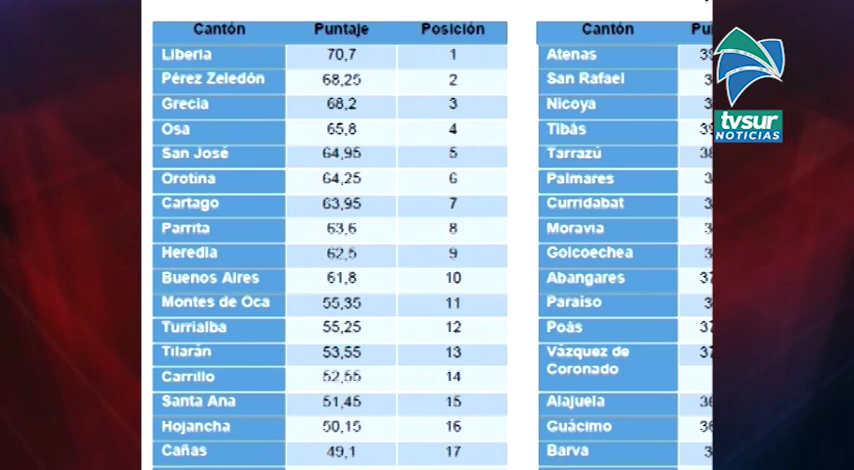 Cantón Puntaje Posición
Liberia 70,7 1
Pérez Zeledón 68,25 2
Grecia 68,2 3
Osa 65,8 4
San José 64,95 5
Orotina 64,25 6
Cartago 63,95 7
Parrita 63,6 8
Heredia 62,5 9
Buenos Aires 61,8 10
Montes de Oca 55,35 11
Turrialba 55,25 12
Tilarán 53,55 13
Carrillo 52,55 14
Santa Ana 51,45 15
Hojancha 50,15 16
Cañas 49,1 17
Cantón
Atenas
San Rafael
Nicoya
Tibás
Tarrazú
Palmares
Curridabat
Moravia
Goicoechea
Abangares 37
Paraiso
Poás 37
Vázquez de
Coronado 37
Alajuela 36
Guácimo 36
Barva
tvsur
NOTICIAS